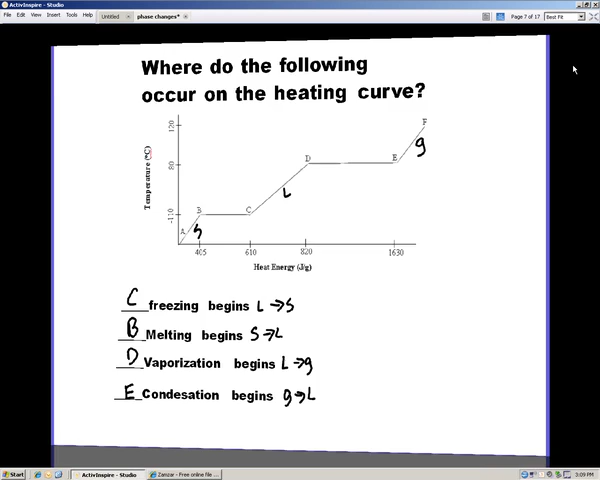 ActivInspire - Studio
File Edit View Insert Tools Help Untitled phase changes* Page 7 of 17 Best Fit
Where do the following
occur on the heating curve?
120
80
-110
Temperature (°C)
A
B
C
D
E
F
S
L
g
405 610 820 1630
Heat Energy (J/g)
C freezing begins L→S
B Melting begins S→L
D Vaporization begins L→g
E Condesation begins g→L
Start ActivInspire - Studio Zamzar - Free online file ... 3:09 PM